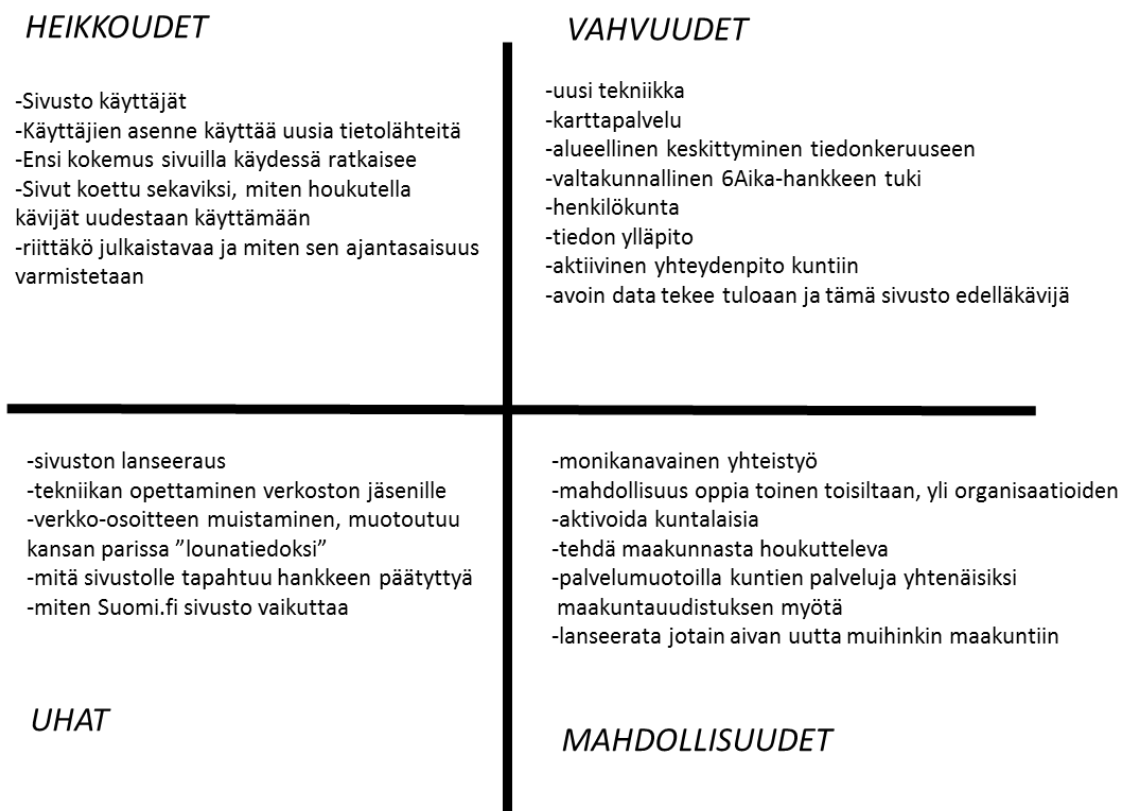 HEIKKOUDET
-Sivusto käyttäjät
-Käyttäjien asenne käyttää uusia tietolähteitä
-Ensi kokemus sivuilla käydessä ratkaisee
-Sivut koettu sekaviksi, miten houkutella
kävijät uudestaan käyttämään
-riittäkö julkaistavaa ja miten sen ajantasaisuus
varmistetaan
VAHVUUDET
-uusi tekniikka
-karttapalvelu
-alueellinen keskittyminen tiedonkeruuseen
-valtakunnallinen 6Aika-hankkeen tuki
-henkilökunta
-tiedon ylläpito
-aktiivinen yhteydenpito kuntiin
-avoin data tekee tuloaan ja tämä sivusto edelläkävijä
-sivuston lanseeraus
-tekniikan opettaminen verkoston jäsenille
-verkko-osoitteen muistaminen, muotoutuu
kansan parissa ”lounatiedoksi”
-mitä sivustolle tapahtuu hankkeen päätyttyä
-miten Suomi.fi sivusto vaikuttaa
UHAT
-monikanavainen yhteistyö
-mahdollisuus oppia toinen toisiltaan, yli organisaatioiden
-aktivoida kuntalaisia
-tehdä maakunnasta houkutteleva
-palvelumuotoilla kuntien palveluja yhtenäisiksi
maakuntauudistuksen myötä
-lanseerata jotain aivan uutta muihinkin maakuntiin
MAHDOLLISUUDET